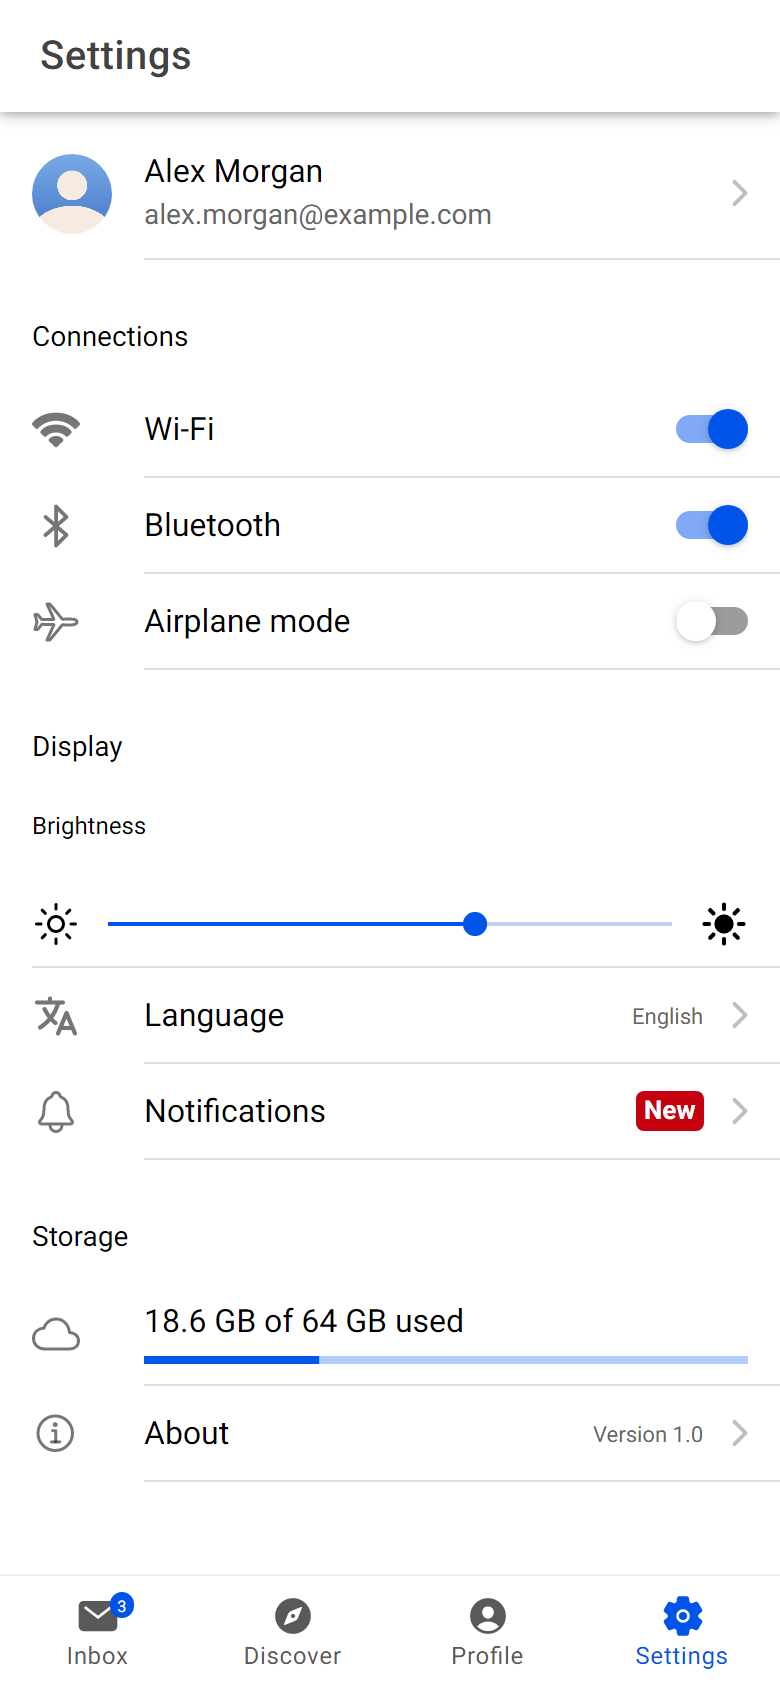 Settings
Alex Morgan
alex.morgan@example.com
Connections
Wi-Fi
Bluetooth
Airplane mode
Display
Brightness
Language English
Notifications New
Storage
18.6 GB of 64 GB used
About Version 1.0
3
Inbox Discover Profile Settings